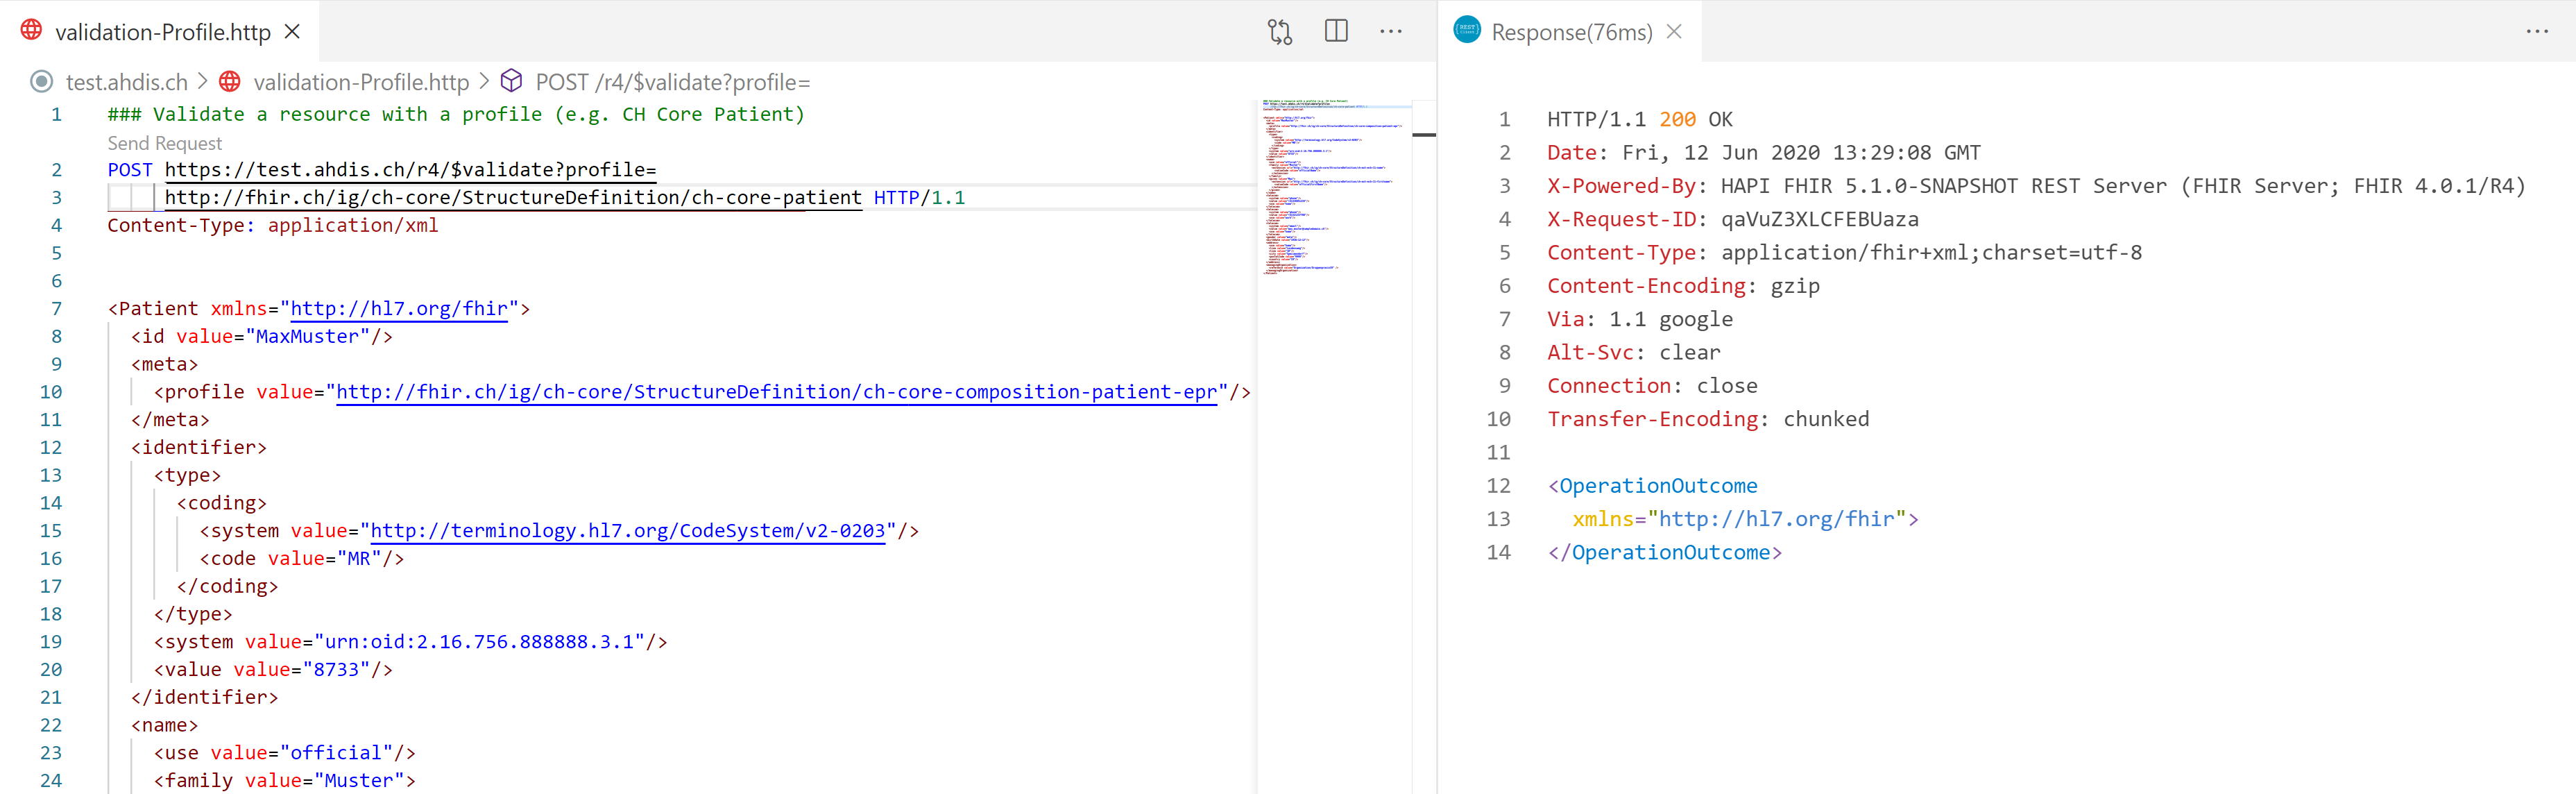 validation-Profile.http
test.ahdis.ch > validation-Profile.http > POST /r4/$validate?profile=
1 ### Validate a resource with a profile (e.g. CH Core Patient)
Send Request
2 POST https://test.ahdis.ch/r4/$validate?profile=
3 http://fhir.ch/ig/ch-core/StructureDefinition/ch-core-patient HTTP/1.1
4 Content-Type: application/xml
5
6
7 <Patient xmlns="http://hl7.org/fhir">
8 <id value="MaxMuster"/>
9 <meta>
10 <profile value="http://fhir.ch/ig/ch-core/StructureDefinition/ch-core-composition-patient-epr"/>
11 </meta>
12 <identifier>
13 <type>
14 <coding>
15 <system value="http://terminology.hl7.org/CodeSystem/v2-0203"/>
16 <code value="MR"/>
17 </coding>
18 </type>
19 <system value="urn:oid:2.16.756.888888.3.1"/>
20 <value value="8733"/>
21 </identifier>
22 <name>
23 <use value="official"/>
24 <family value="Muster">
Response(76ms)
1 HTTP/1.1 200 OK
2 Date: Fri, 12 Jun 2020 13:29:08 GMT
3 X-Powered-By: HAPI FHIR 5.1.0-SNAPSHOT REST Server (FHIR Server; FHIR 4.0.1/R4)
4 X-Request-ID: qaVuZ3XLCFEBUaza
5 Content-Type: application/fhir+xml;charset=utf-8
6 Content-Encoding: gzip
7 Via: 1.1 google
8 Alt-Svc: clear
9 Connection: close
10 Transfer-Encoding: chunked
11
12 <OperationOutcome
13 xmlns="http://hl7.org/fhir">
14 </OperationOutcome>